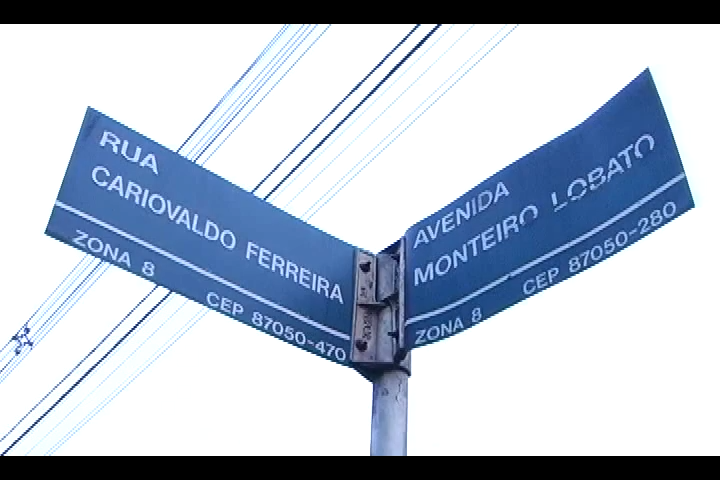 RUA
CARIOVALDO FERREIRA
ZONA 8 CEP 87050-470
AVENIDA
MONTEIRO LOBATO
ZONA 8 CEP 87050-280